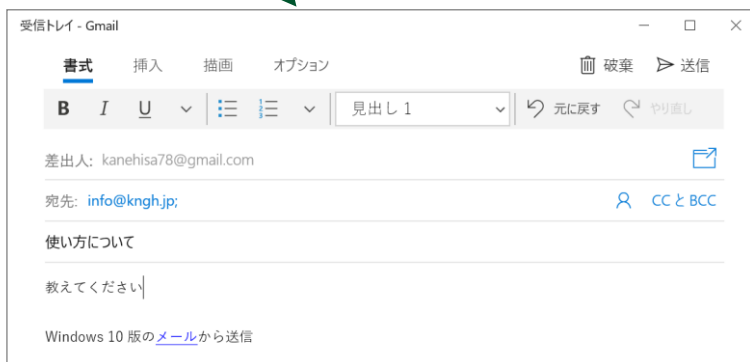 受信トレイ - Gmail
書式 挿入 描画 オプション 破棄 送信
B I U 見出し 1 元に戻す やり直し
差出人: kanehisa78@gmail.com
宛先: info@kngh.jp; CC と BCC
使い方について
教えてください
Windows 10 版のメールから送信